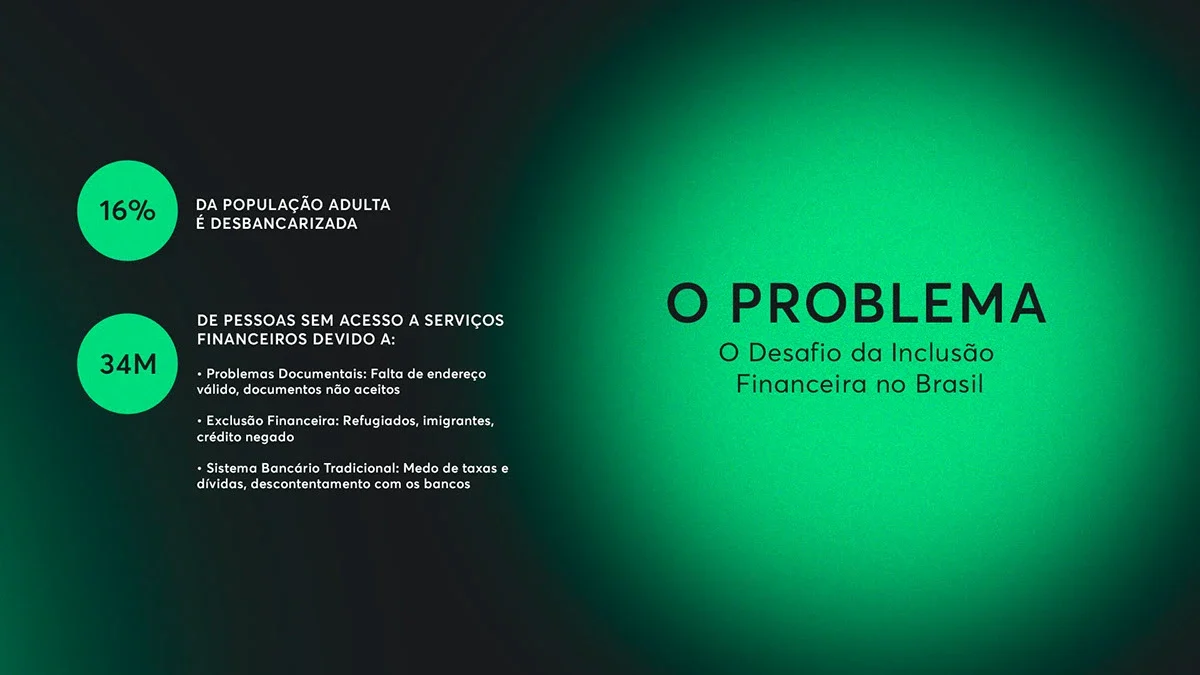 16%
DA POPULAÇÃO ADULTA
É DESBANCARIZADA
34M
DE PESSOAS SEM ACESSO A SERVIÇOS
FINANCEIROS DEVIDO A:
• Problemas Documentais: Falta de endereço
válido, documentos não aceitos
• Exclusão Financeira: Refugiados, imigrantes,
crédito negado
• Sistema Bancário Tradicional: Medo de taxas e
dívidas, descontentamento com os bancos
O PROBLEMA
O Desafio da Inclusão
Financeira no Brasil